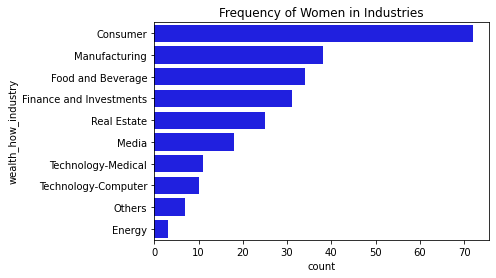 Frequency of Women in Industries
wealth_how_industry
Consumer
Manufacturing
Food and Beverage
Finance and Investments
Real Estate
Media
Technology-Medical
Technology-Computer
Others
Energy
0 10 20 30 40 50 60 70
count